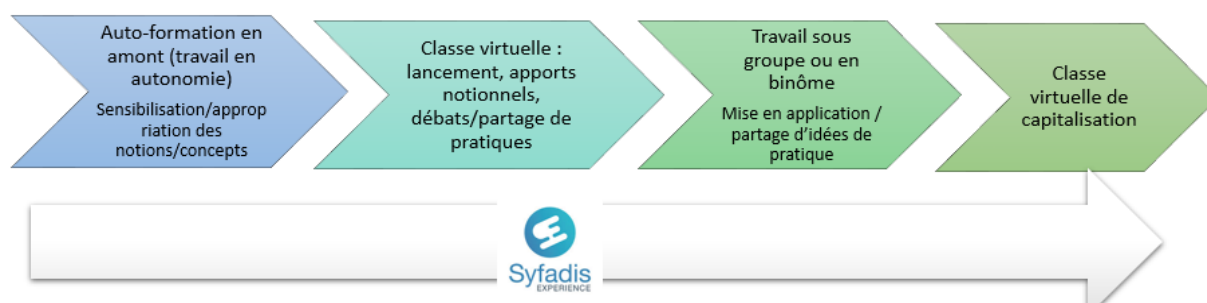 Auto-formation en
amont (travail en
autonomie)
Sensibilisation/approp
riation des
notions/concepts
Classe virtuelle :
lancement, apports
notionnels,
débats/partage de
pratiques
Travail sous
groupe ou en
binôme
Mise en application /
partage d'idées de
pratique
Classe
virtuelle de
capitalisation
Syfadis
EXPERIENCE